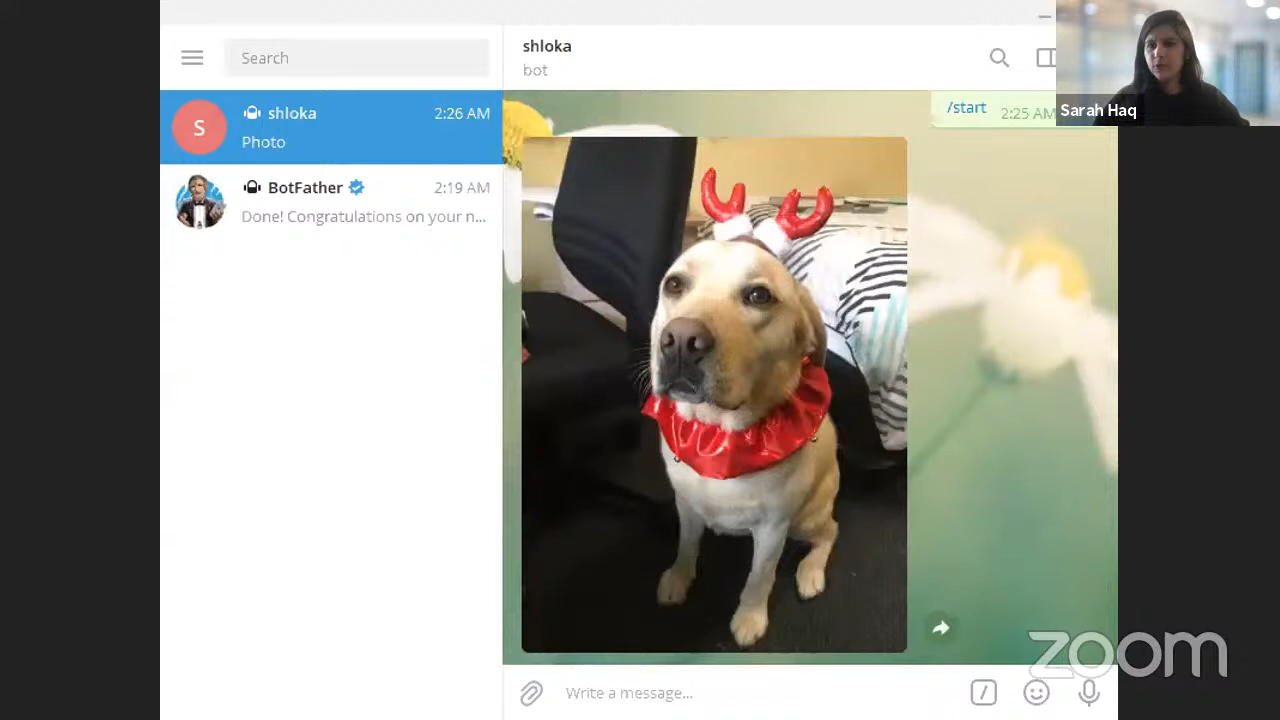 Search
shloka
bot
/start
2:25 AM
Sarah Haq
S
shloka
2:26 AM
Photo
BotFather
2:19 AM
Done! Congratulations on your n...
Write a message...
zoom